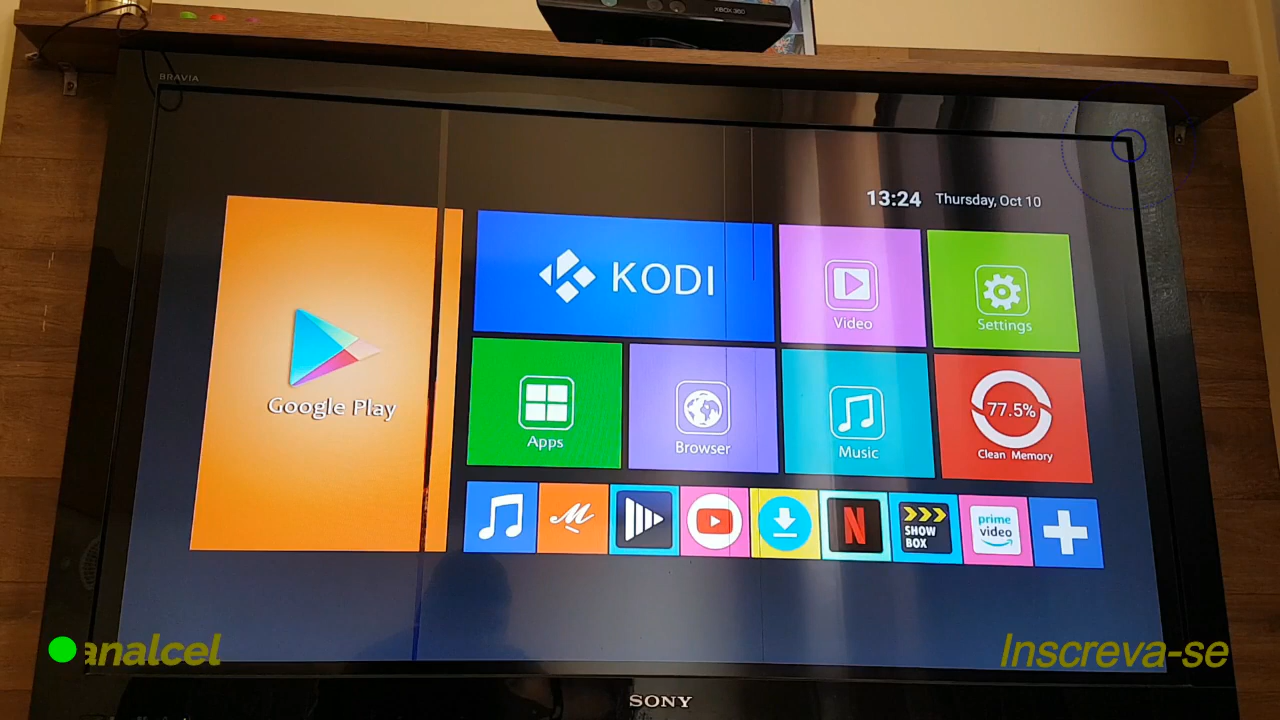 XBOX 360
BRAVIA
13:24 Thursday, Oct 10
Google Play
KODI
Video
Settings
Apps
Browser
Music
77.5%
Clean Memory
SHOW
BOX
prime
video
analcel
Inscreva-se
SONY